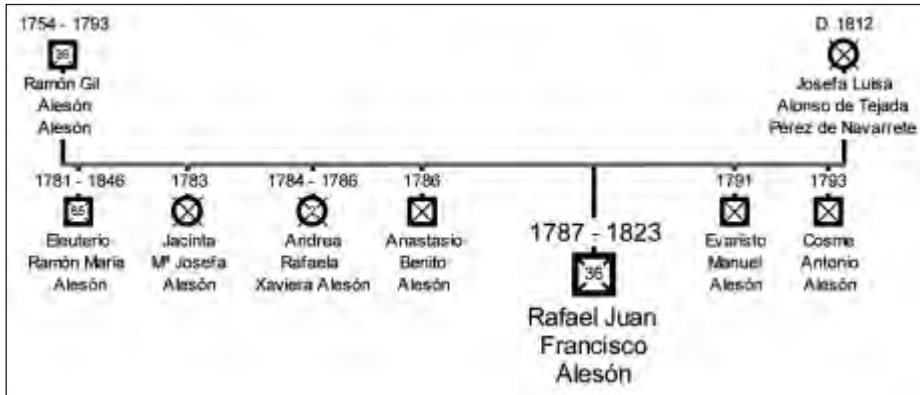 1754 - 1793
D. 1812
Ramón Gil
Alesón
Alesón
Josefa Luisa
Alonso de Tejada
Pérez de Navarrete
1781 - 1846
1783
1784 - 1786
1786
1787 - 1823
1791
1793
36
Eleuterio
Ramón María
Alesón
Jacinta
Mª Josefa
Alesón
Andrea
Rafaela
Xaviera Alesón
Anastasio
Benito
Alesón
Rafael Juan
Francisco
Alesón
Evaristo
Manuel
Alesón
Cosme
Antonio
Alesón